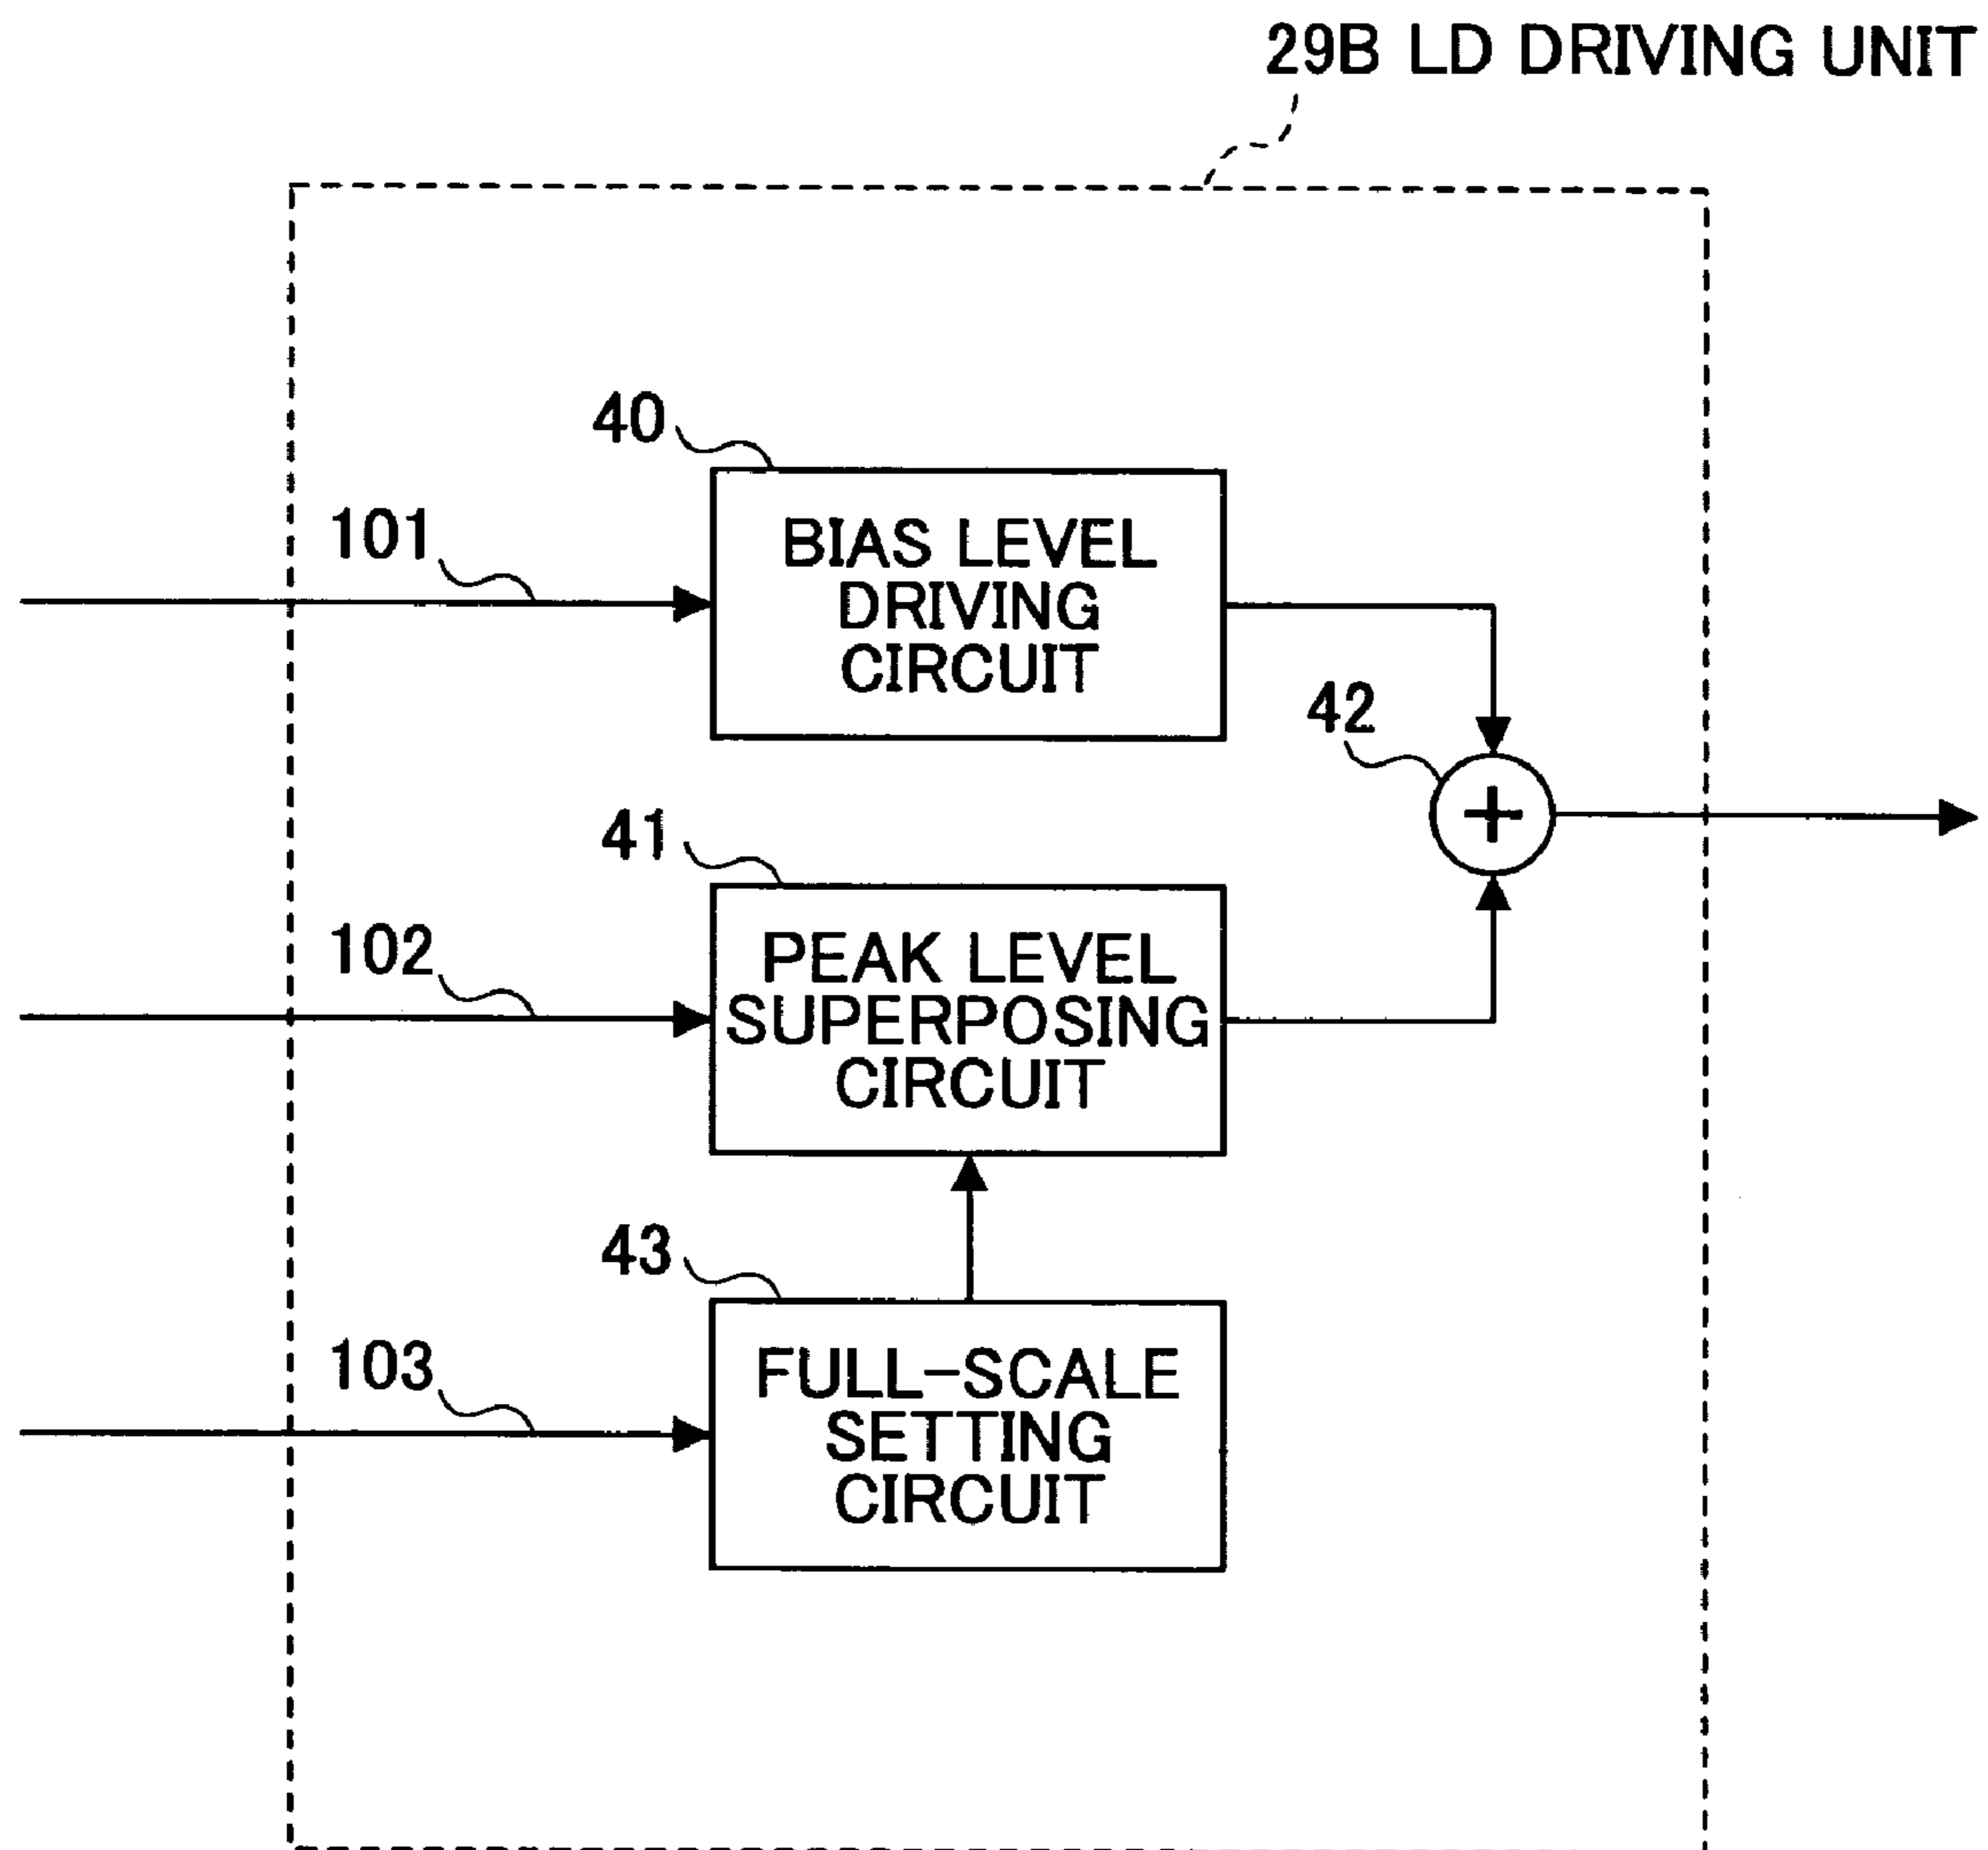 29B LD DRIVING UNIT
40
101
BIAS LEVEL
DRIVING
CIRCUIT
42
+
41
102
PEAK LEVEL
SUPERPOSING
CIRCUIT
43
103
FULL-SCALE
SETTING
CIRCUIT